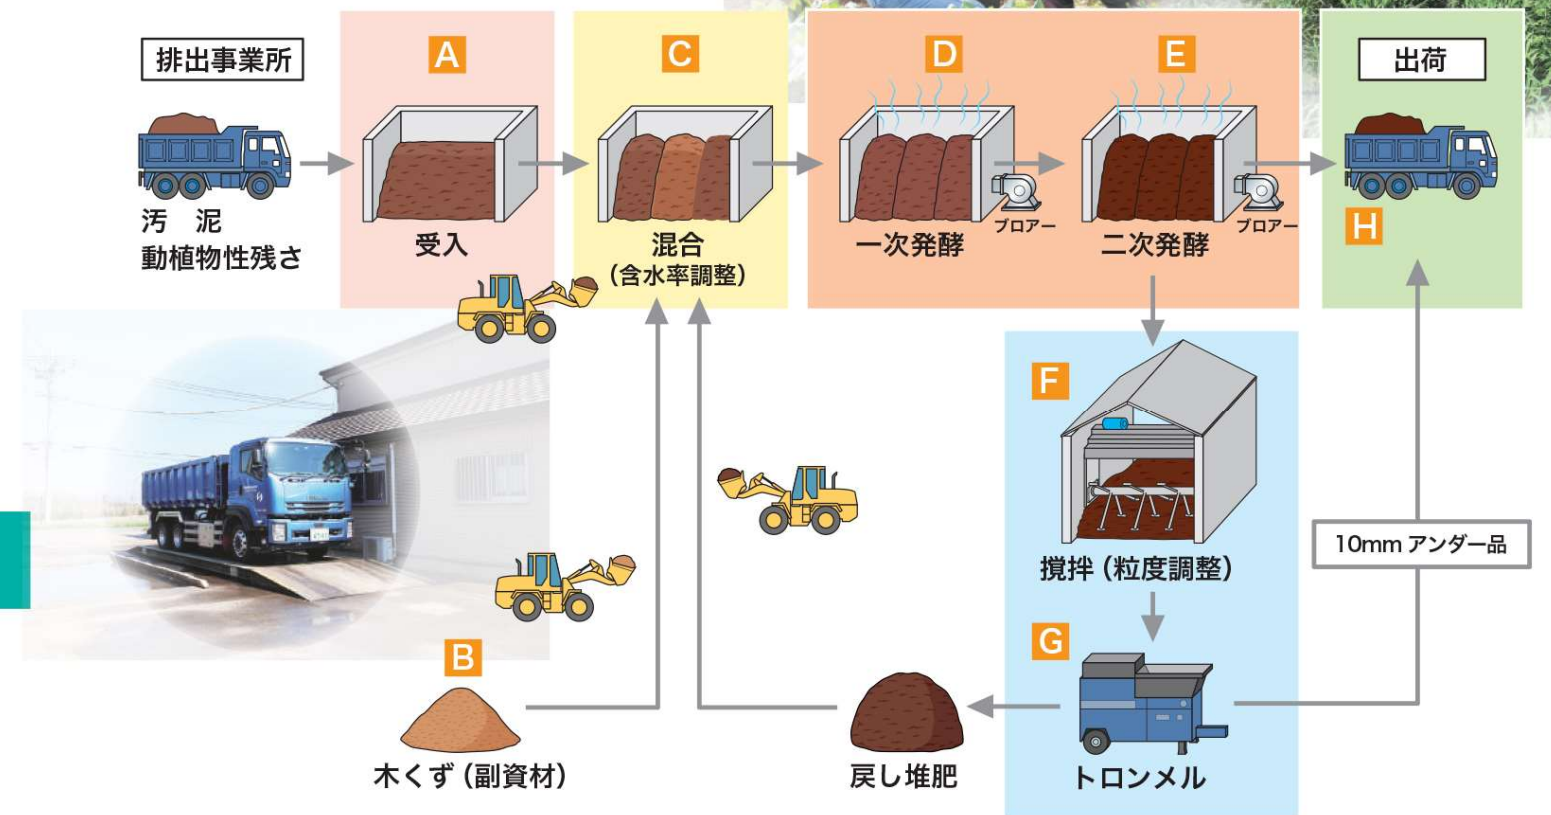 排出事業所
汚 泥
動植物性残さ
A
受入
C
混合
(含水率調整)
D
一次発酵
ブロアー
E
二次発酵
ブロアー
出荷
H
F
撹拌(粒度調整)
10mm アンダー品
G
トロンメル
戻し堆肥
B
木くず(副資材)